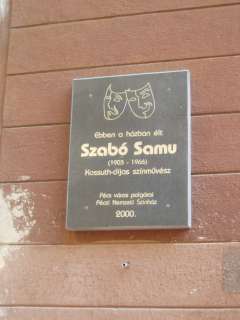 Ebben a házban élt
Szabó Samu
(1903 - 1966)
Kossuth-díjas színművész
Pécs város polgárai
Pécsi Nemzeti Színház
2000.